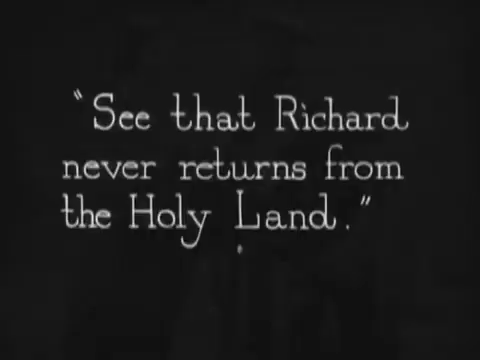 "See that Richard
never returns from
the Holy Land."